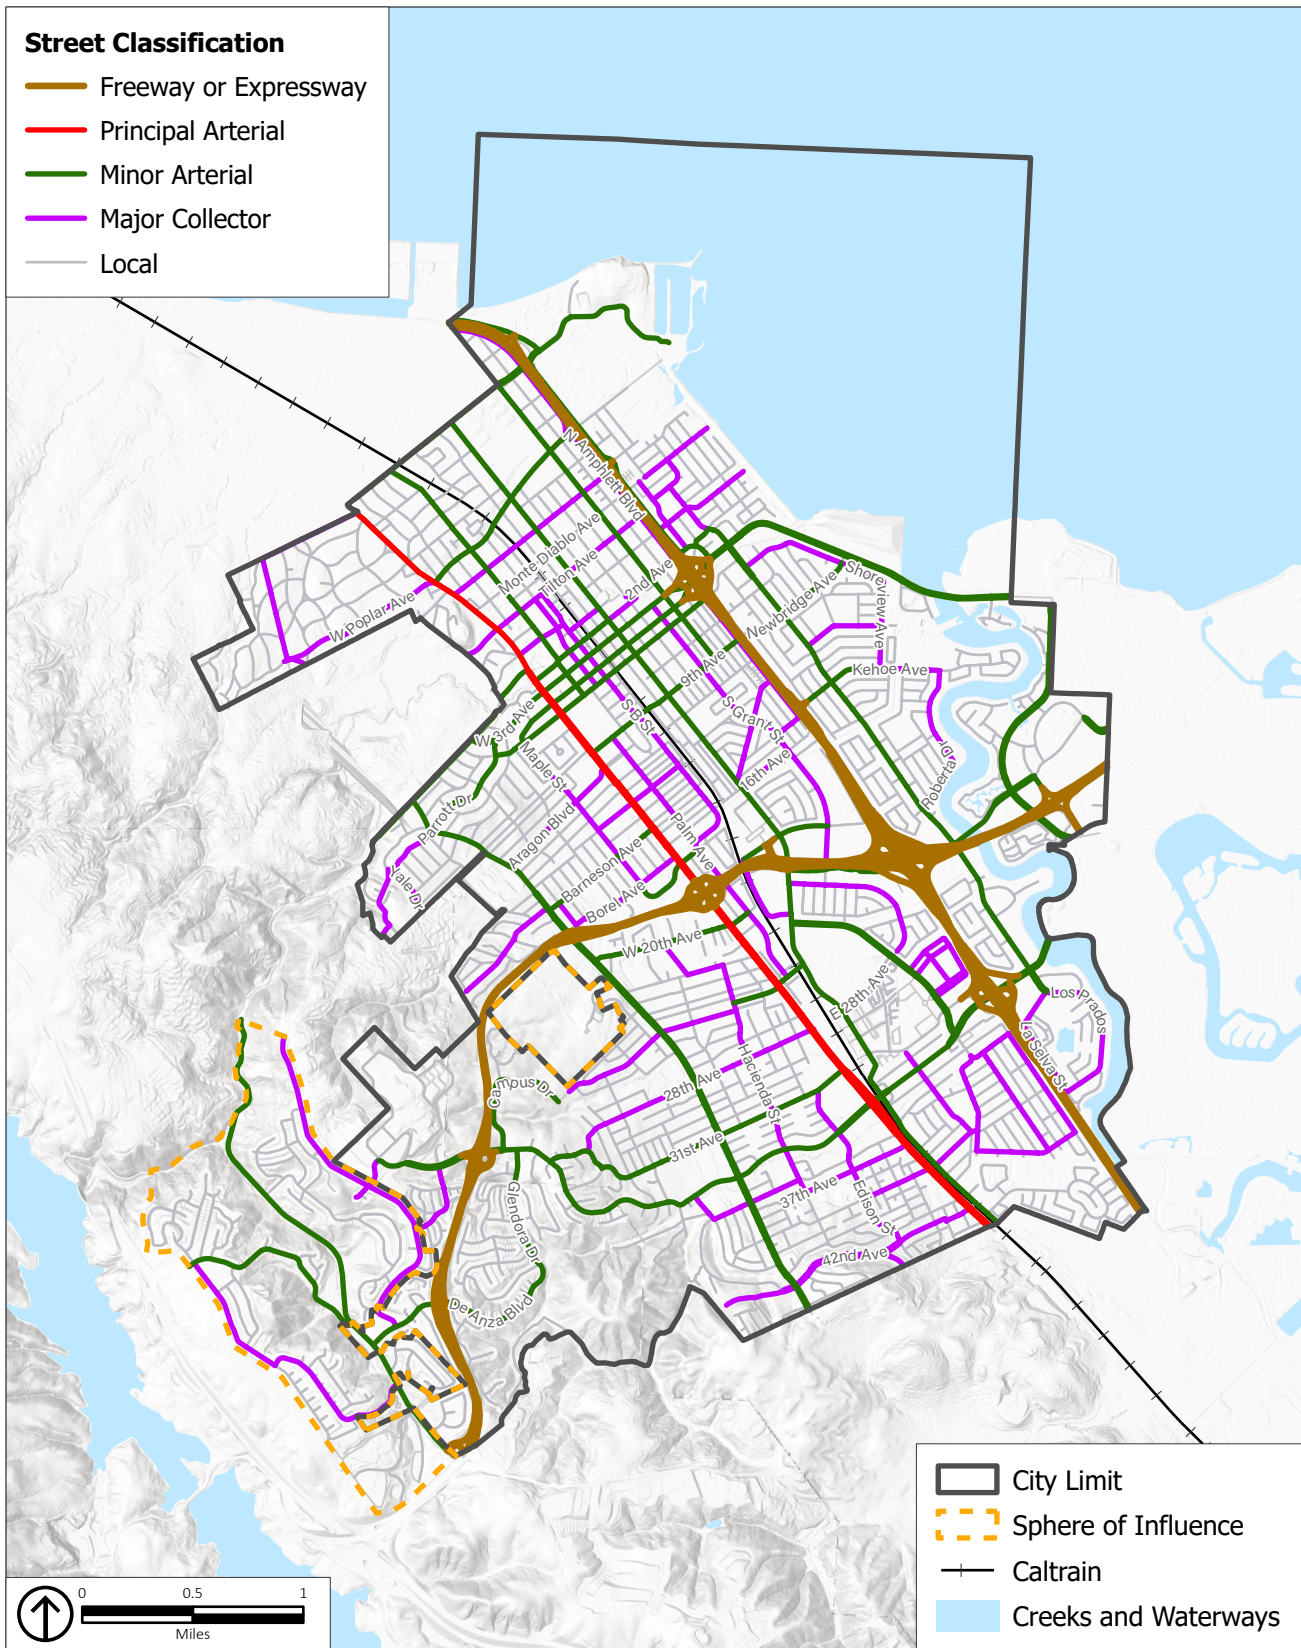 Street Classification
Freeway or Expressway
Principal Arterial
Minor Arterial
Major Collector
Local
N Amphlett Blvd
Monte Diablo Ave
Tilton Ave
2nd Ave
Newbridge Ave
Shoreview Ave
W Poplar Ave
9th Ave
Kehoe Ave
S B St
S Grant St
W 3rd Ave
Maple St
16th Ave
Roberta Dr
Parrott Dr
Aragon Blvd
Palm Ave
Barneson Ave
Yale Dr
Borel Ave
W 20th Ave
E 28th Ave
Los Prados
La Selva St
Campus Dr
28th Ave
Hacienda St
31st Ave
37th Ave
Edison St
Glendora Dr
42nd Ave
De Anza Blvd
City Limit
Sphere of Influence
Caltrain
Creeks and Waterways
0 0.5 1
Miles